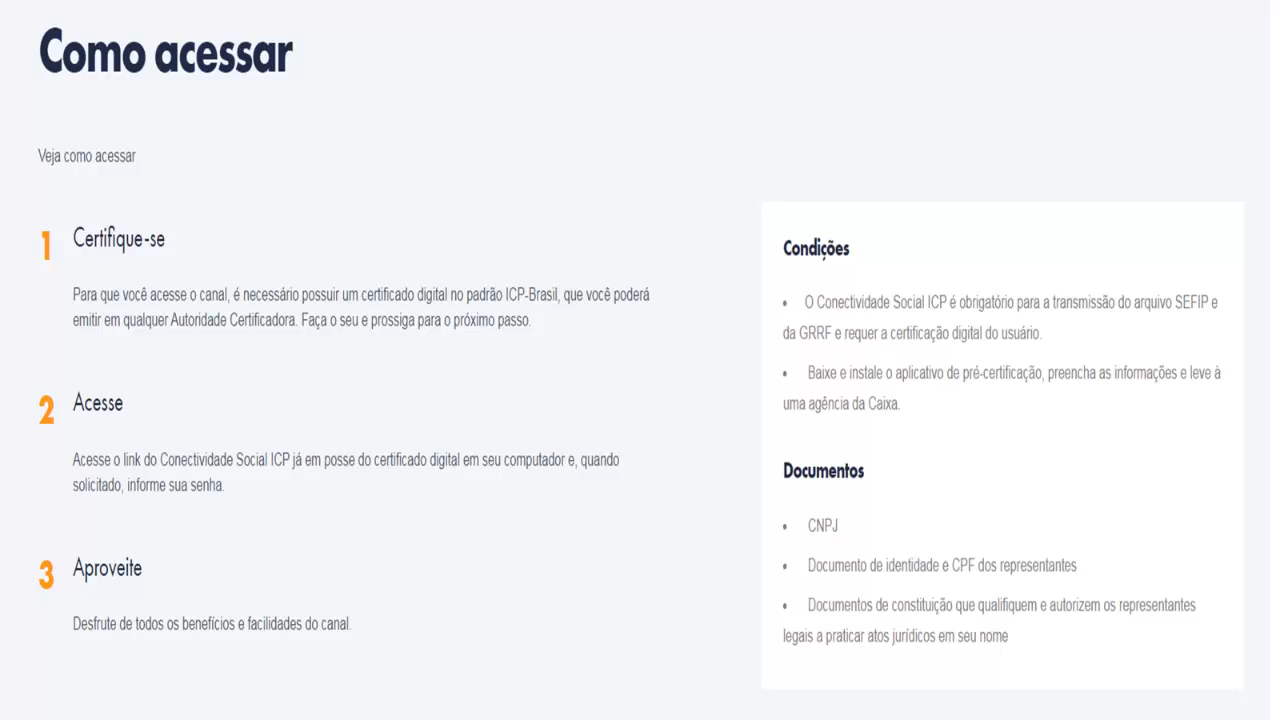 Como acessar
Veja como acessar
1 Certifique-se
Para que você acesse o canal, é necessário possuir um certificado digital no padrão ICP-Brasil, que você poderá
emitir em qualquer Autoridade Certificadora. Faça o seu e prossiga para o próximo passo.
2 Acesse
Acesse o link do Conectividade Social ICP já em posse do certificado digital em seu computador e, quando
solicitado, informe sua senha.
3 Aproveite
Desfrute de todos os benefícios e facilidades do canal.
Condições
• O Conectividade Social ICP é obrigatório para a transmissão do arquivo SEFIP e
da GRRF e requer a certificação digital do usuário.
• Baixe e instale o aplicativo de pré-certificação, preencha as informações e leve à
uma agência da Caixa.
Documentos
• CNPJ
• Documento de identidade e CPF dos representantes
• Documentos de constituição que qualifiquem e autorizem os representantes
legais a praticar atos jurídicos em seu nome